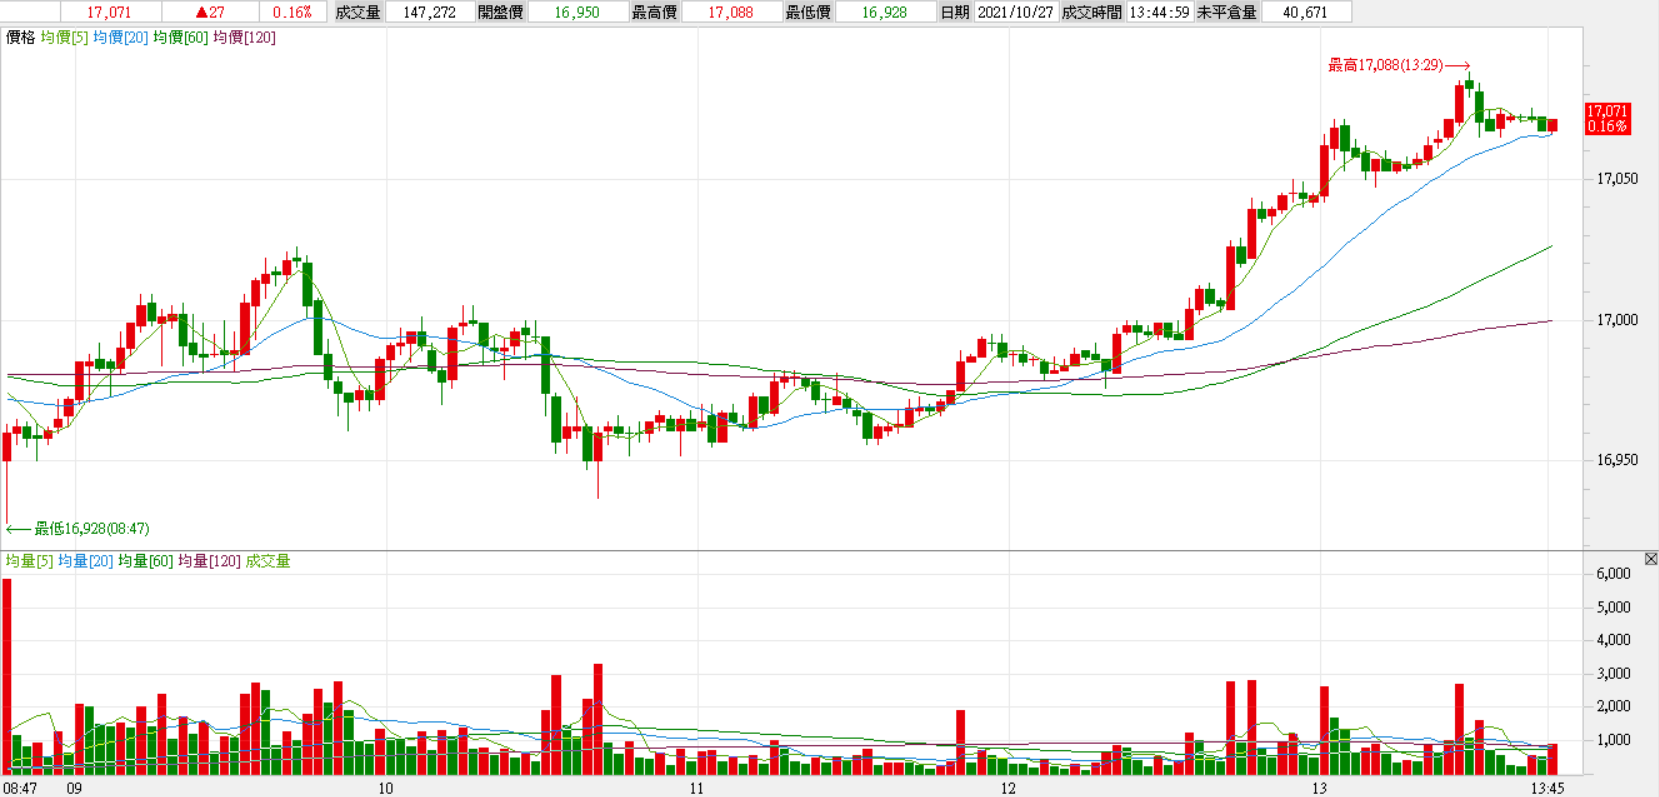 17,071 ▲27 0.16% 成交量 147,272 開盤價 16,950 最高價 17,088 最低價 16,928 日期 2021/10/27 成交時間 13:44:59 未平倉量 40,671
價格 均價[5] 均價[20] 均價[60] 均價[120]
最高17,088(13:29)
17,071
0.16%
17,050
17,000
16,950
最低16,928(08:47)
均量[5] 均量[20] 均量[60] 均量[120] 成交量
6,000
5,000
4,000
3,000
2,000
1,000
08:47 09 10 11 12 13 13:45